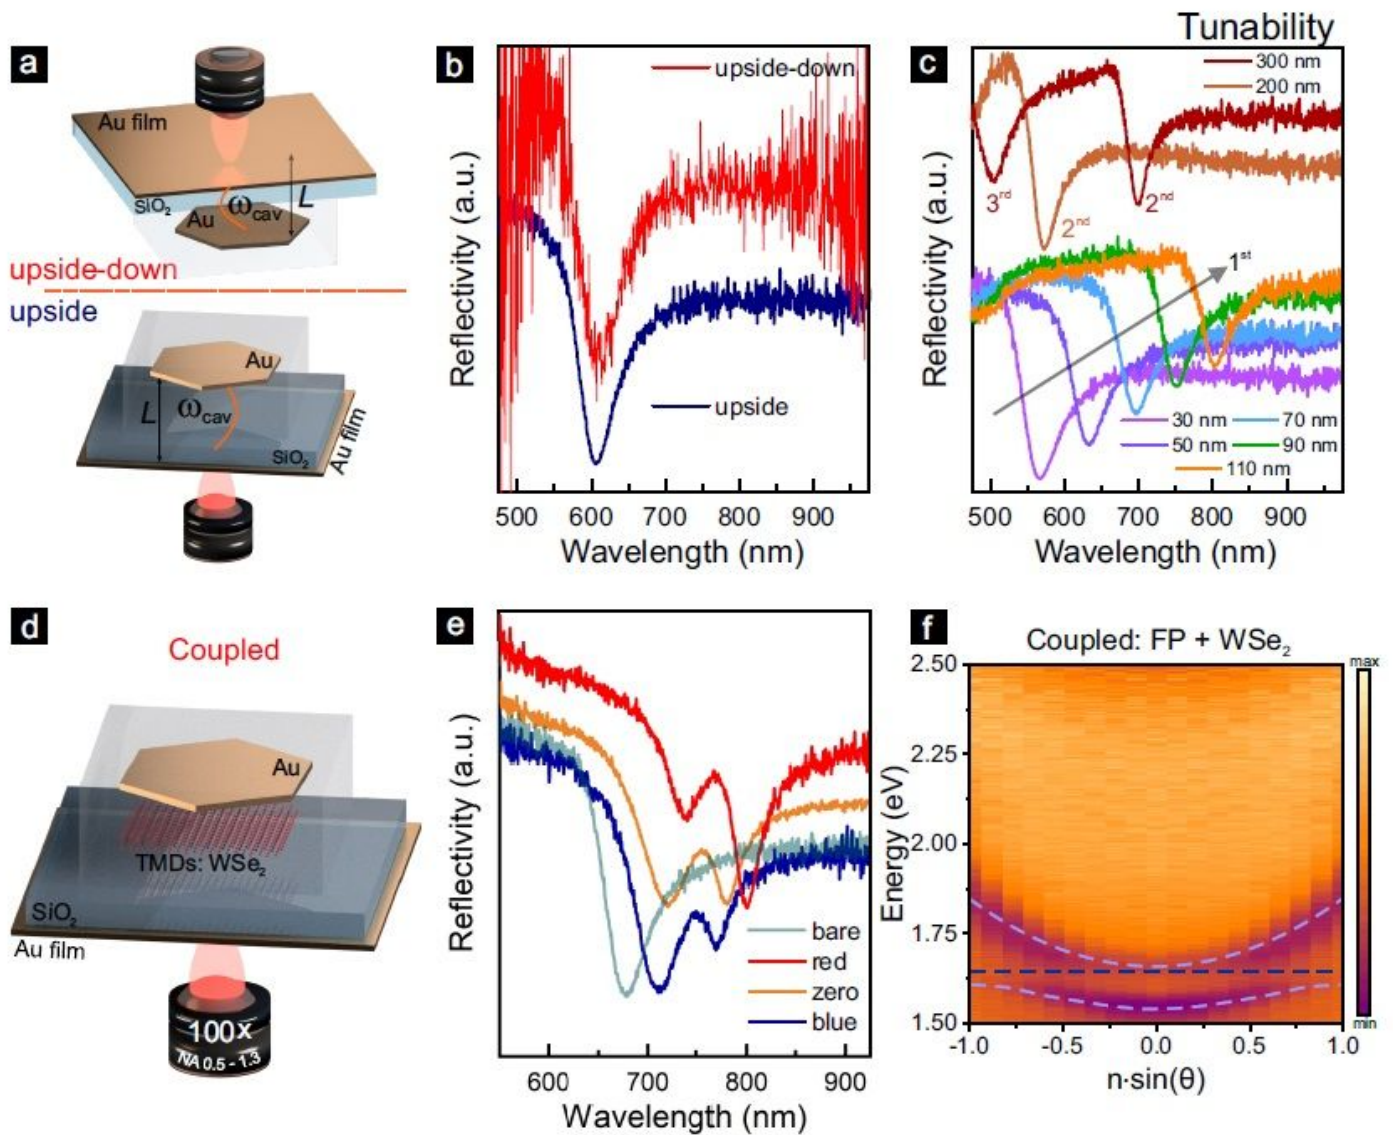 Tunability
a
Au film
SiO2
ωcav
L
Au
upside-down
upside
Au
L
ωcav
SiO2
Au film
b
upside-down
upside
Reflectivity (a.u.)
500 600 700 800 900
Wavelength (nm)
c
300 nm
200 nm
3rd
2nd
2nd
1st
30 nm 70 nm
50 nm 90 nm
110 nm
Reflectivity (a.u.)
500 600 700 800 900
Wavelength (nm)
d
Coupled
Au
TMDs: WSe2
SiO2
Au film
100x
NA 0.5 - 1.3
e
bare
red
zero
blue
Reflectivity (a.u.)
600 700 800 900
Wavelength (nm)
f
Coupled: FP + WSe2
max
2.50
2.25
2.00
1.75
1.50
min
Energy (eV)
-1.0 -0.5 0.0 0.5 1.0
n·sin(θ)